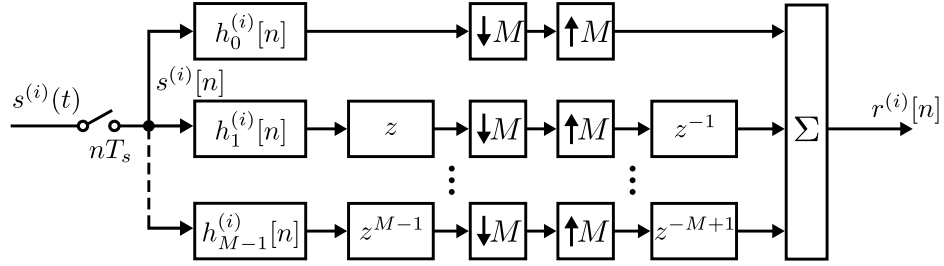 h_0^{(i)}[n] ↓M ↑M
s^{(i)}(t) s^{(i)}[n] r^{(i)}[n]
nT_s h_1^{(i)}[n] z ↓M ↑M z^{-1} Σ
h_{M-1}^{(i)}[n] z^{M-1} ↓M ↑M z^{-M+1}